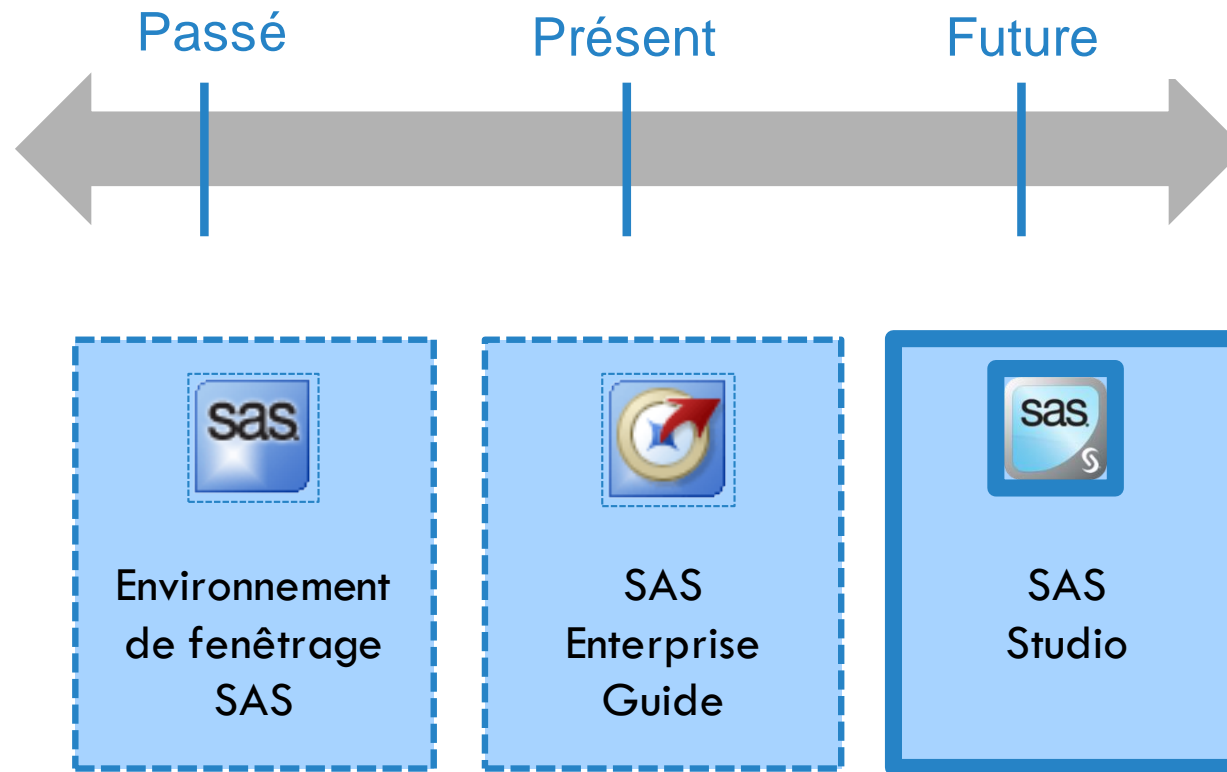 Passé
Présent
Future
sas
sas
Environnement
de fenêtrage
SAS
SAS
Enterprise
Guide
SAS
Studio